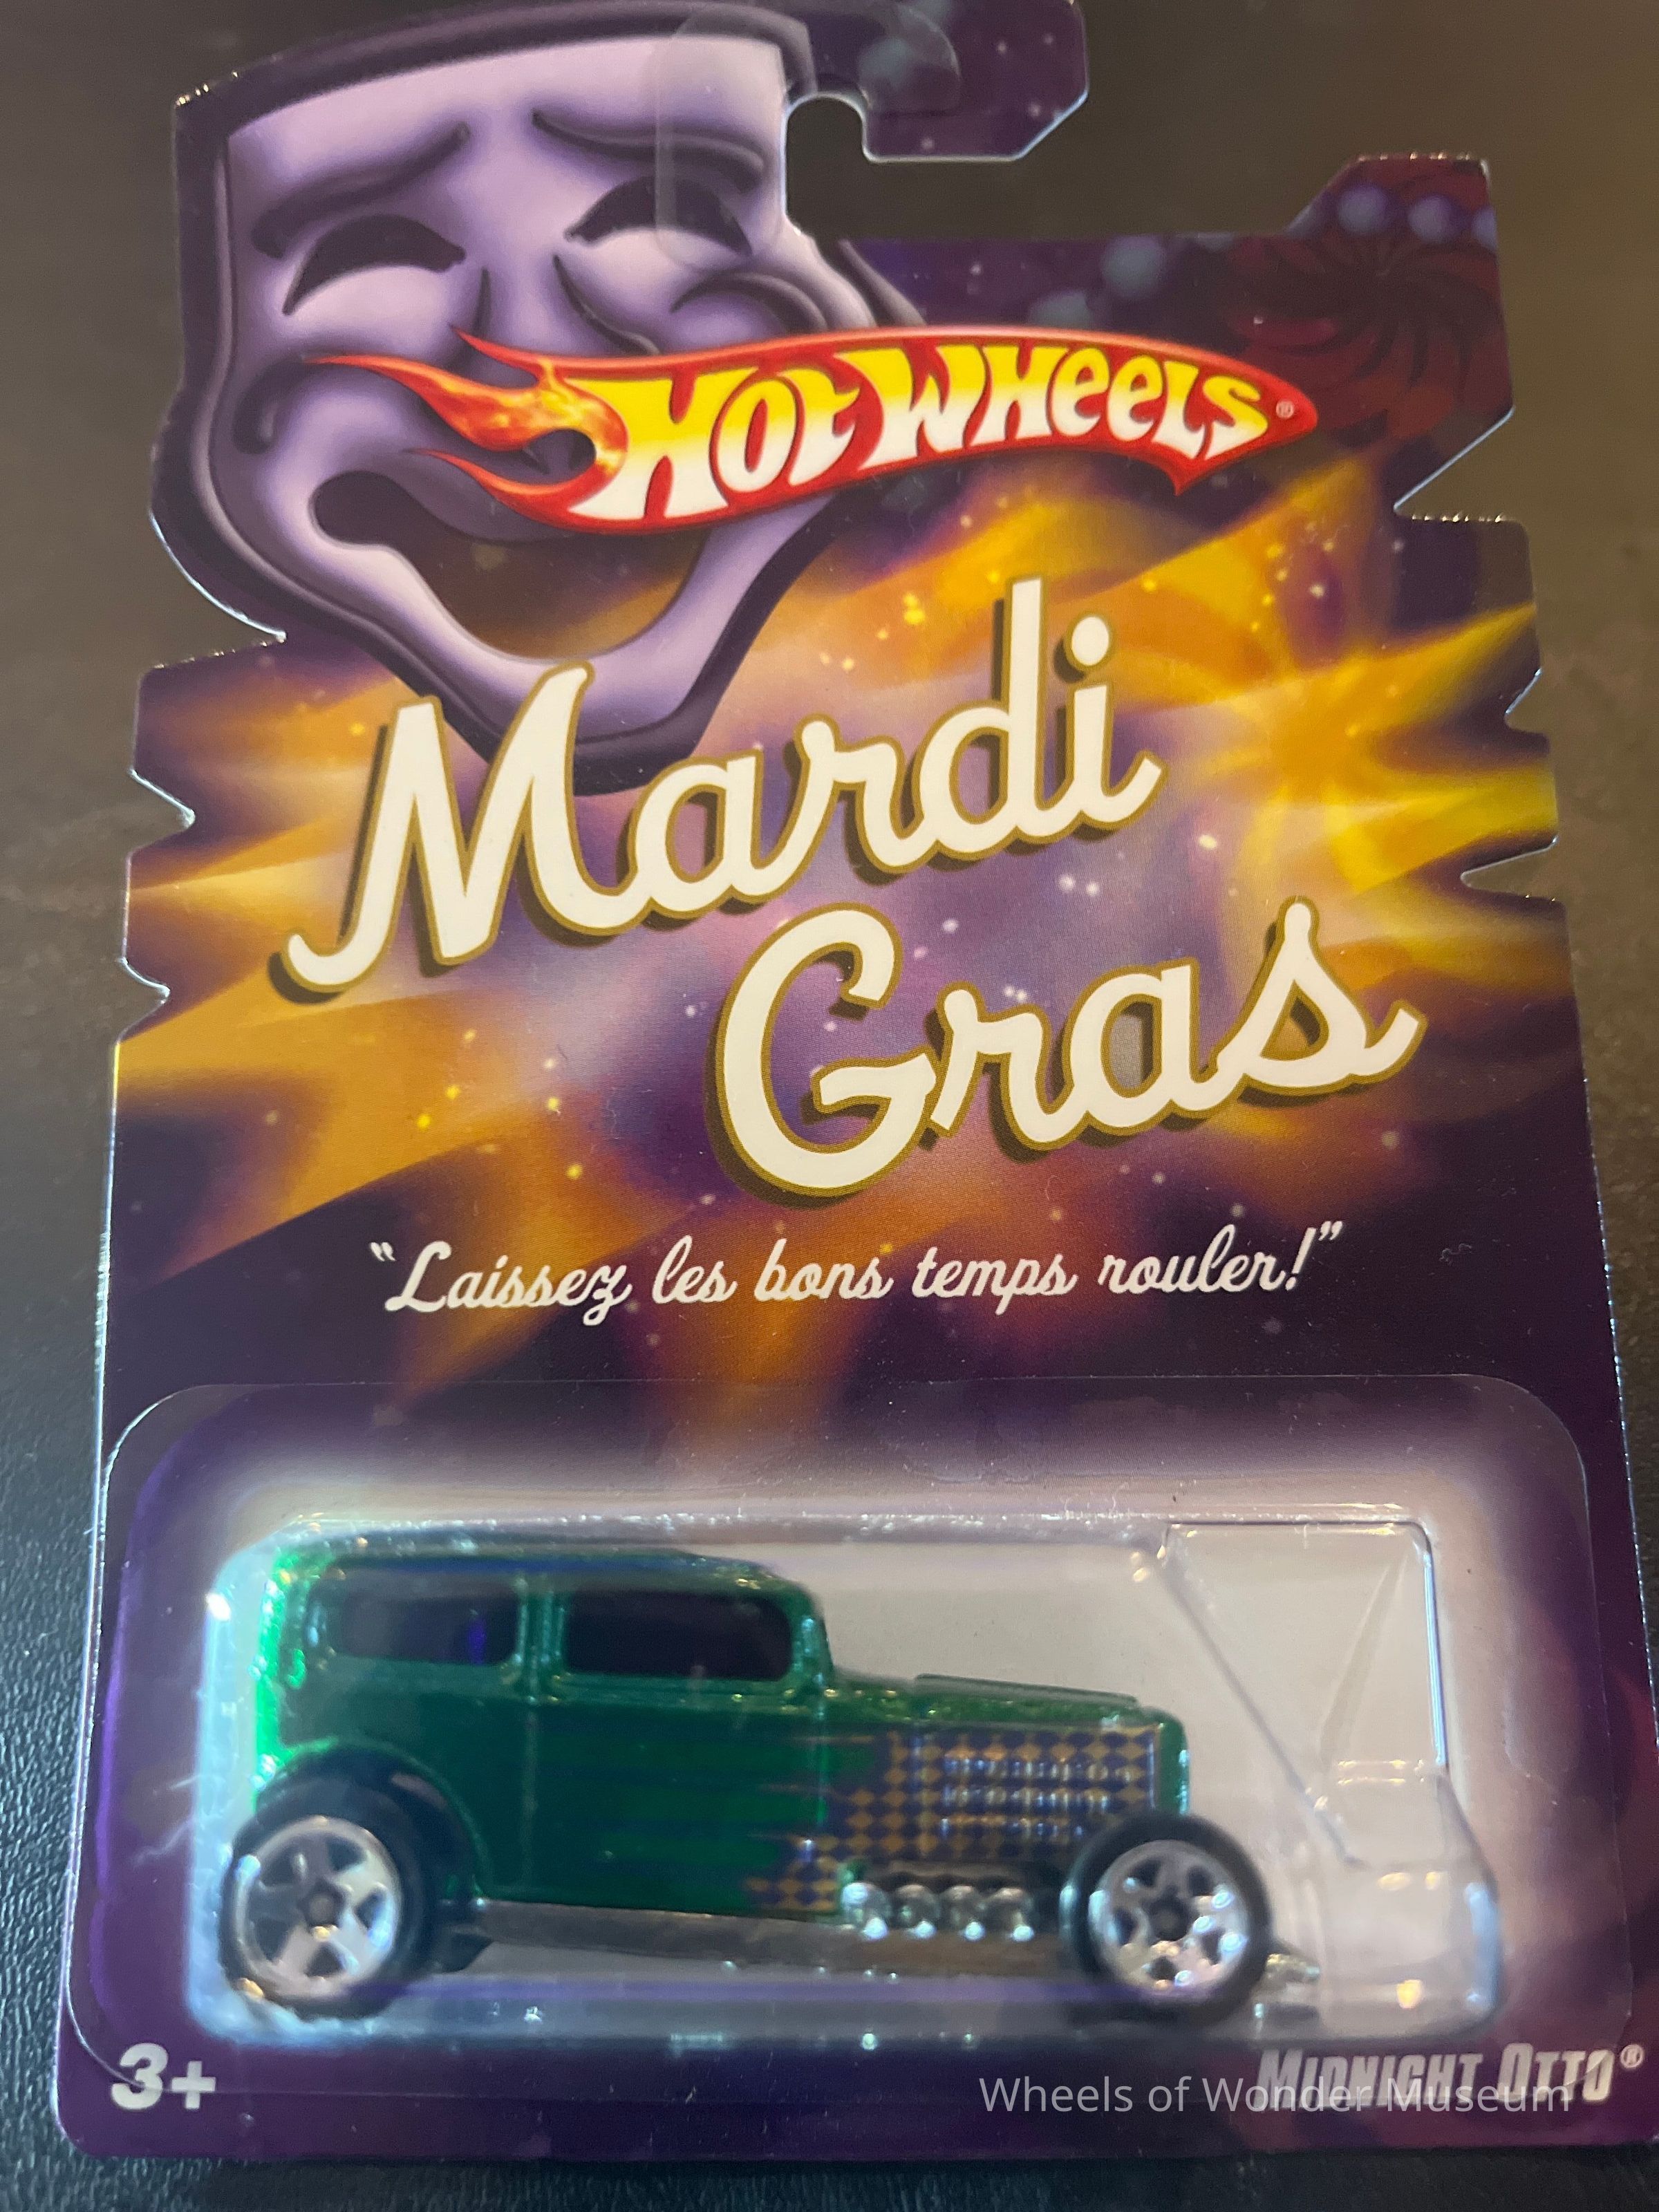 HOT WHEELS®
Mardi
Gras
"Laissez les bons temps rouler!"
3+
MIDNIGHT OTTO®
Wheels of Wonder Museum